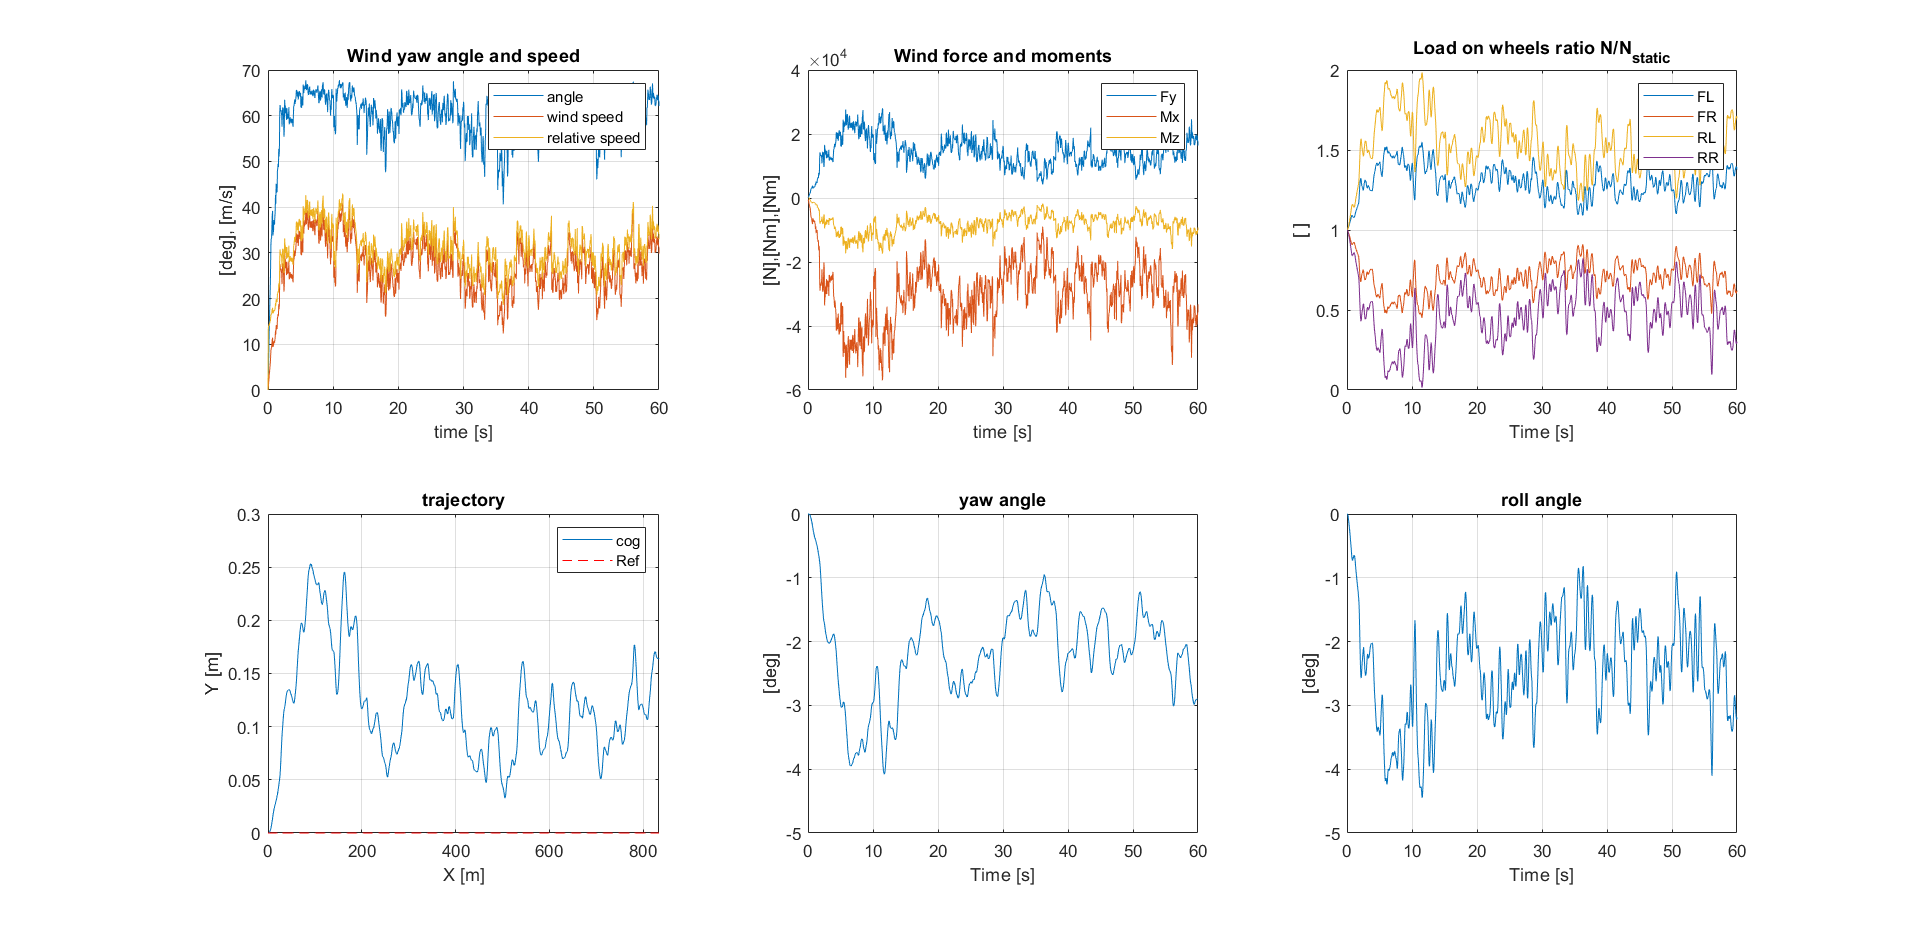 Wind yaw angle and speed
70
60
50
40
30
20
10
0
[deg], [m/s]
angle
wind speed
relative speed
0 10 20 30 40 50 60
time [s]
Wind force and moments
×10^4
4
2
0
-2
-4
-6
[N],[Nm],[Nm]
Fy
Mx
Mz
0 10 20 30 40 50 60
time [s]
Load on wheels ratio N/N_static
2
1.5
1
0.5
0
[ ]
FL
FR
RL
RR
0 10 20 30 40 50 60
Time [s]
trajectory
0.3
0.25
0.2
0.15
0.1
0.05
0
Y [m]
cog
Ref
0 200 400 600 800
X [m]
yaw angle
0
-1
-2
-3
-4
-5
[deg]
0 10 20 30 40 50 60
Time [s]
roll angle
0
-1
-2
-3
-4
-5
[deg]
0 10 20 30 40 50 60
Time [s]